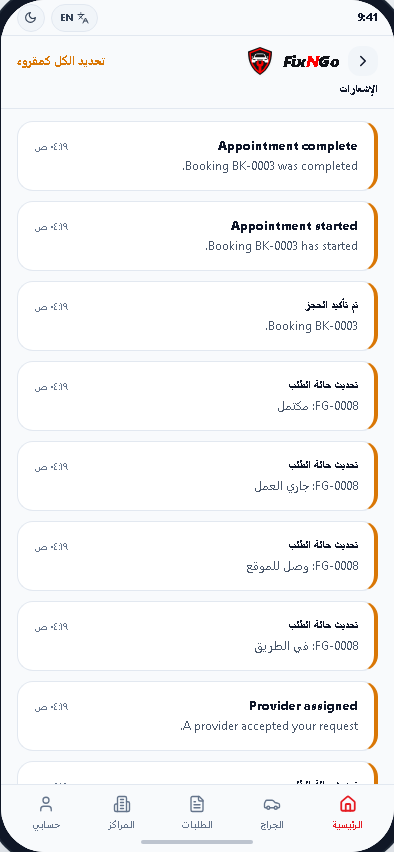 9:41
EN
FixNGo
تحديد الكل كمقروء
الإشعارات
Appointment complete
٠٤:١٩ ص
Booking BK-0003 was completed.
Appointment started
٠٤:١٩ ص
Booking BK-0003 has started.
تم تأكيد الحجز
٠٤:١٩ ص
Booking BK-0003.
تحديث حالة الطلب
٠٤:١٩ ص
FG-0008: مكتمل
تحديث حالة الطلب
٠٤:١٩ ص
FG-0008: جاري العمل
تحديث حالة الطلب
٠٤:١٩ ص
FG-0008: وصل للموقع
تحديث حالة الطلب
٠٤:١٩ ص
FG-0008: في الطريق
Provider assigned
٠٤:١٩ ص
A provider accepted your request.
الرئيسية
الجراج
الطلبات
المراكز
حسابي